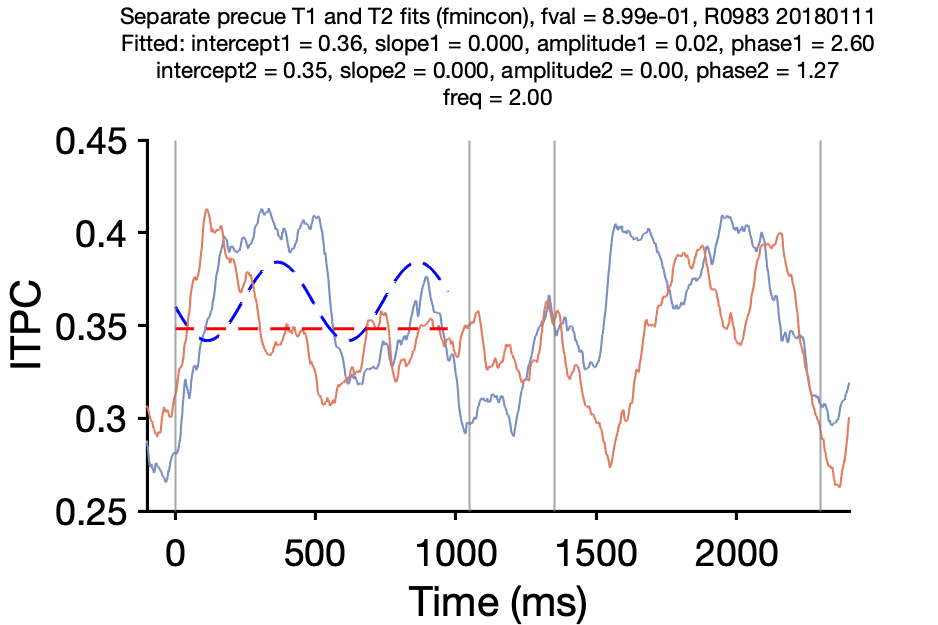 Separate precue T1 and T2 fits (fmincon), fval = 8.99e-01, R0983 20180111
Fitted: intercept1 = 0.36, slope1 = 0.000, amplitude1 = 0.02, phase1 = 2.60
intercept2 = 0.35, slope2 = 0.000, amplitude2 = 0.00, phase2 = 1.27
freq = 2.00
0.45
0.4
0.35
0.3
0.25
ITPC
0 500 1000 1500 2000
Time (ms)